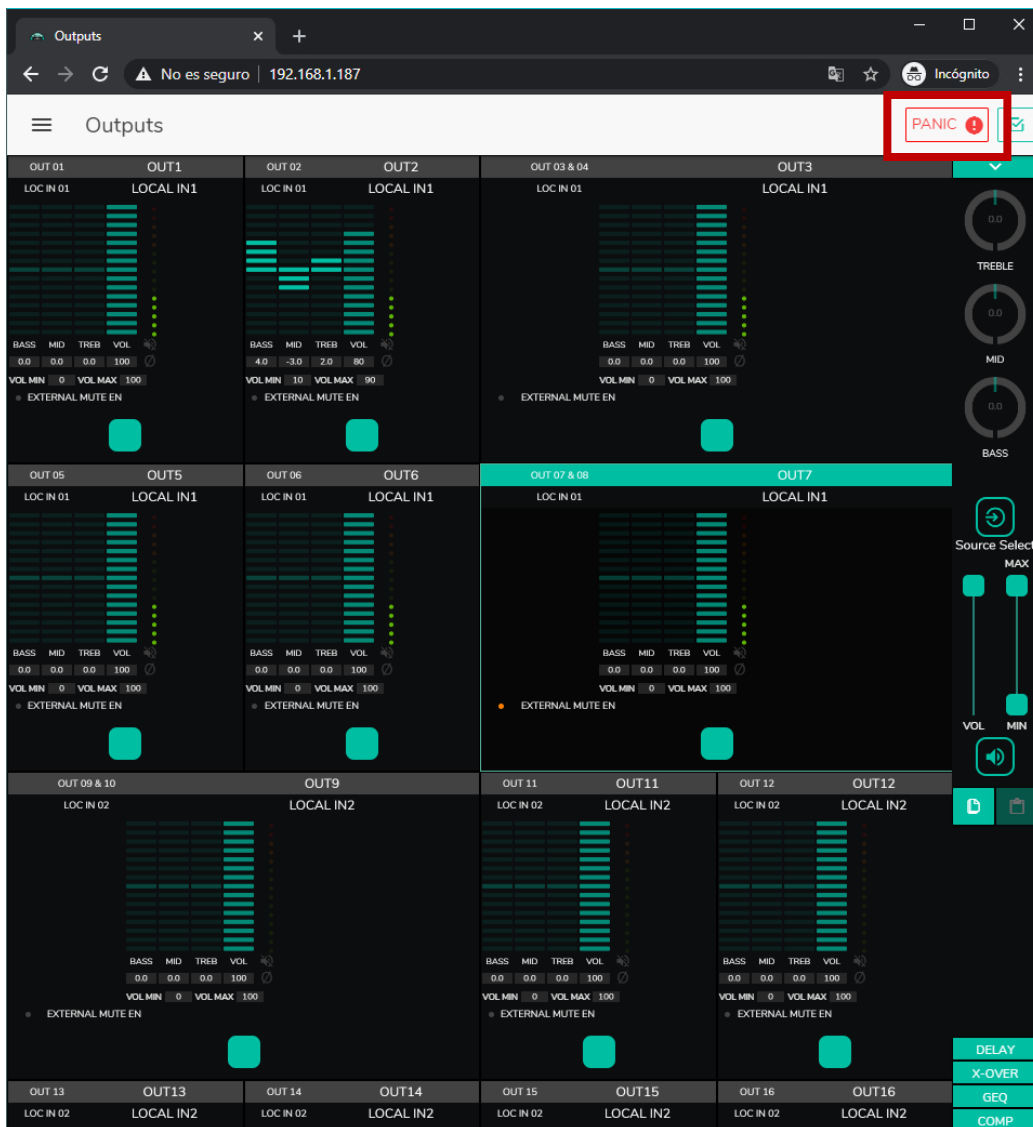 Outputs
No es seguro | 192.168.1.187
Incógnito
Outputs
PANIC
OUT 01 OUT1 OUT 02 OUT2 OUT 03 & 04 OUT3
LOC IN 01 LOCAL IN1 LOC IN 01 LOCAL IN1 LOC IN 01 LOCAL IN1
0.0
TREBLE
0.0
MID
BASS MID TREB VOL BASS MID TREB VOL BASS MID TREB VOL
0.0 0.0 0.0 100 4.0 -3.0 2.0 80 0.0 0.0 0.0 100
VOL MIN 0 VOL MAX 100 VOL MIN 10 VOL MAX 90 VOL MIN 0 VOL MAX 100
EXTERNAL MUTE EN EXTERNAL MUTE EN EXTERNAL MUTE EN
0.0
BASS
OUT 05 OUT5 OUT 06 OUT6 OUT 07 & 08 OUT7
LOC IN 01 LOCAL IN1 LOC IN 01 LOCAL IN1 LOC IN 01 LOCAL IN1
Source Select
MAX
BASS MID TREB VOL BASS MID TREB VOL BASS MID TREB VOL
0.0 0.0 0.0 100 0.0 0.0 0.0 100 0.0 0.0 0.0 100
VOL MIN 0 VOL MAX 100 VOL MIN 0 VOL MAX 100 VOL MIN 0 VOL MAX 100
EXTERNAL MUTE EN EXTERNAL MUTE EN EXTERNAL MUTE EN
VOL MIN
OUT 09 & 10 OUT9 OUT 11 OUT11 OUT 12 OUT12
LOC IN 02 LOCAL IN2 LOC IN 02 LOCAL IN2 LOC IN 02 LOCAL IN2
BASS MID TREB VOL BASS MID TREB VOL BASS MID TREB VOL
0.0 0.0 0.0 100 0.0 0.0 0.0 100 0.0 0.0 0.0 100
VOL MIN 0 VOL MAX 100 VOL MIN 0 VOL MAX 100 VOL MIN 0 VOL MAX 100
EXTERNAL MUTE EN EXTERNAL MUTE EN EXTERNAL MUTE EN
DELAY
X-OVER
OUT 13 OUT13 OUT 14 OUT14 OUT 15 OUT15 OUT 16 OUT16
GEQ
LOC IN 02 LOCAL IN2 LOC IN 02 LOCAL IN2 LOC IN 02 LOCAL IN2 LOC IN 02 LOCAL IN2
COMP